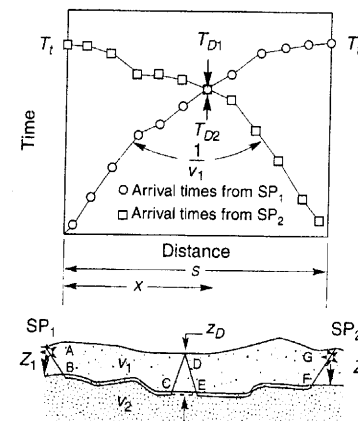 T_t
T_D1
T_t
Time
T_D2
1
v_1
○ Arrival times from SP_1
□ Arrival times from SP_2
Distance
S
x
SP_1
z_D
SP_2
A
G
Z_1
B
v_1
D
Z
C
E
F
v_2